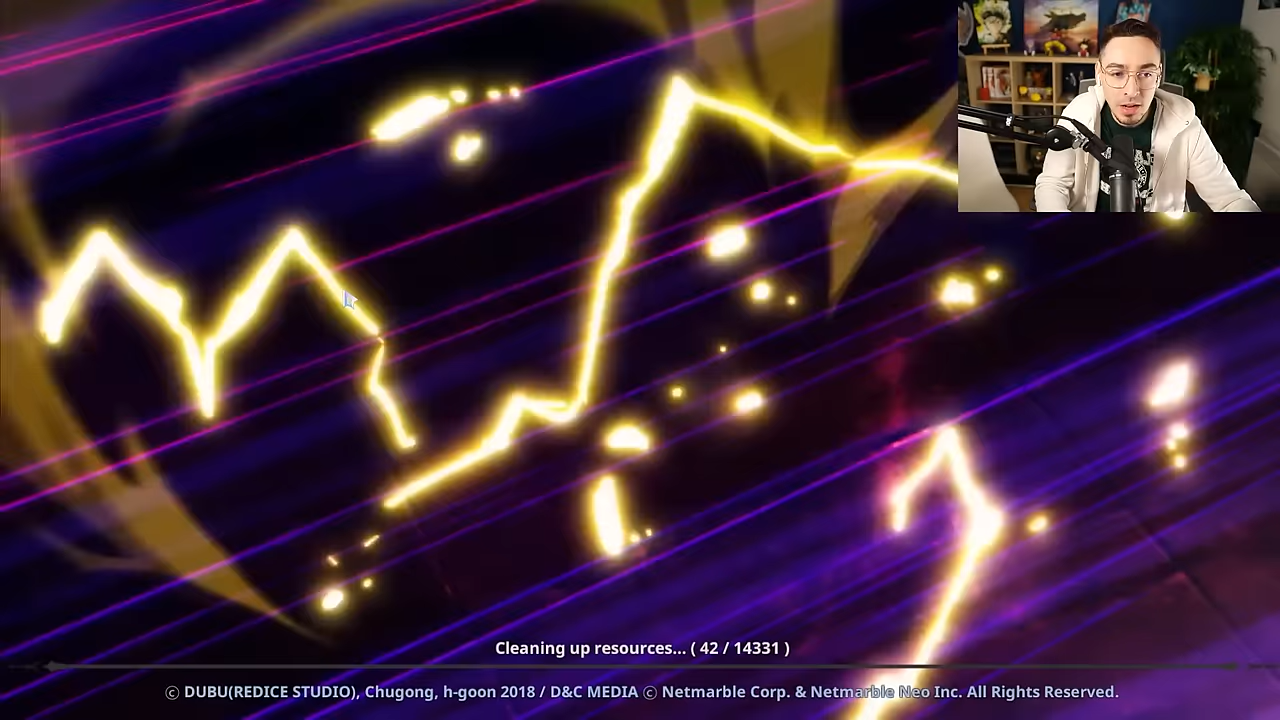 Cleaning up resources... ( 42 / 14331 )
© DUBU(REDICE STUDIO), Chugong, h-goon 2018 / D&C MEDIA © Netmarble Corp. & Netmarble Neo Inc. All Rights Reserved.